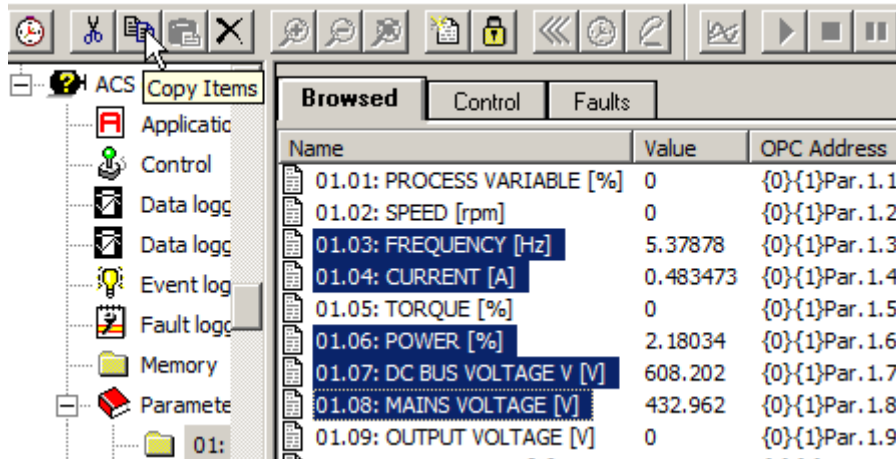 Copy Items
ACS
Applicatio
Control
Data logg
Data logg
Event log
Fault logg
Memory
Paramete
01:
Browsed Control Faults
Name Value OPC Address
01.01: PROCESS VARIABLE [%] 0 {0}{1}Par.1.1
01.02: SPEED [rpm] 0 {0}{1}Par.1.2
01.03: FREQUENCY [Hz] 5.37878 {0}{1}Par.1.3
01.04: CURRENT [A] 0.483473 {0}{1}Par.1.4
01.05: TORQUE [%] 0 {0}{1}Par.1.5
01.06: POWER [%] 2.18034 {0}{1}Par.1.6
01.07: DC BUS VOLTAGE V [V] 608.202 {0}{1}Par.1.7
01.08: MAINS VOLTAGE [V] 432.962 {0}{1}Par.1.8
01.09: OUTPUT VOLTAGE [V] 0 {0}{1}Par.1.9